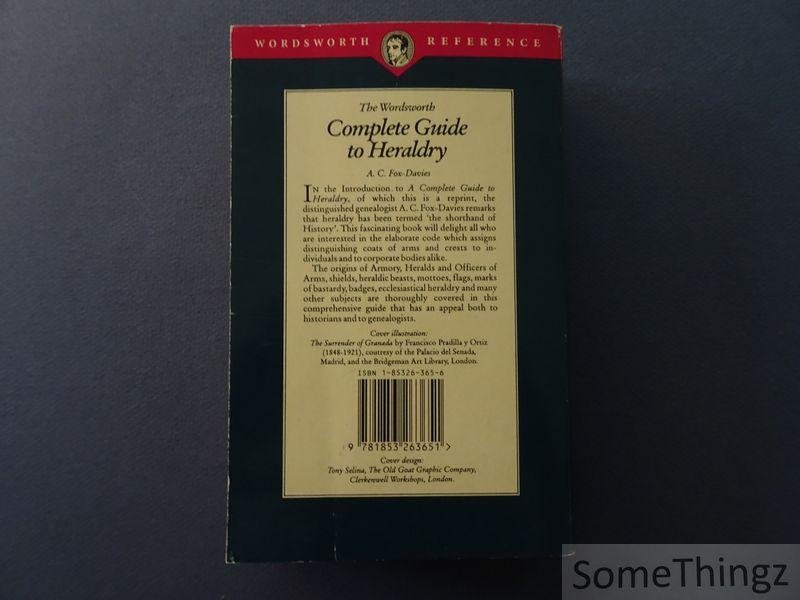 WORDSWORTH REFERENCE
The Wordsworth
Complete Guide
to Heraldry
A. C. Fox-Davies
IN the Introduction to A Complete Guide to
Heraldry, of which this is a reprint, the
distinguished genealogist A. C. Fox-Davies remarks
that heraldry has been termed ‘the shorthand of
History’. This fascinating book will delight all who
are interested in the elaborate code which assigns
distinguishing coats of arms and crests to in-
dividuals and to corporate bodies alike.
The origins of Armory, Heralds and Officers of
Arms, shields, heraldic beasts, mottoes, flags, marks
of bastardy, badges, ecclesiastical heraldry and many
other subjects are thoroughly covered in this
comprehensive guide that has an appeal both to
historians and to genealogists.
Cover illustration:
The Surrender of Granada by Francisco Pradilla y Ortiz
(1848-1921), coutresy of the Palacio del Senada,
Madrid, and the Bridgeman Art Library, London.
ISBN 1-85326-365-6
9 781853 263651 >
Cover design:
Tony Selina, The Old Goat Graphic Company,
Clerkenwell Workshops, London.
SomeThingz